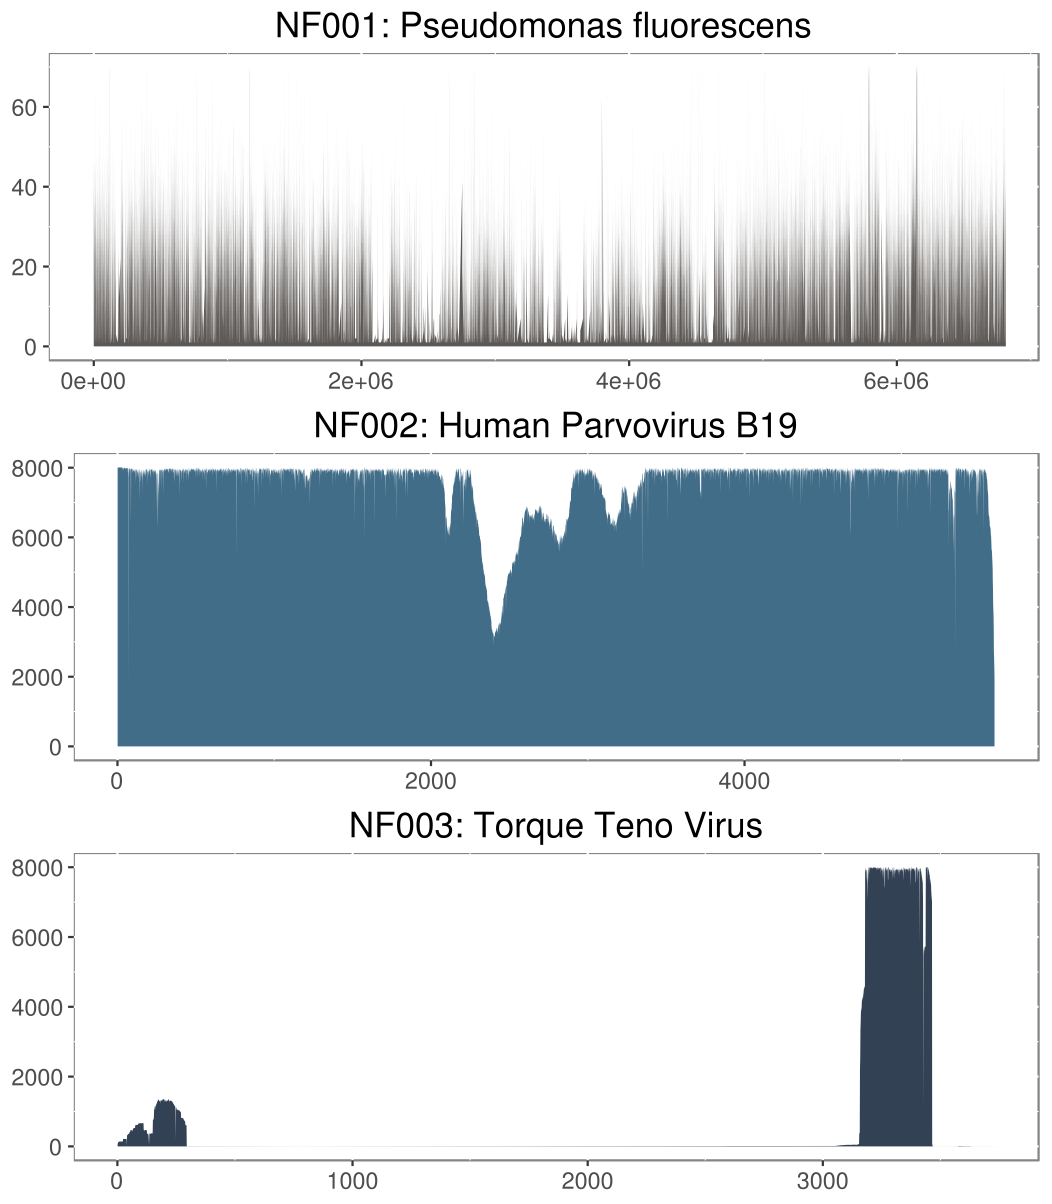 NF001: Pseudomonas fluorescens
60
40
20
0
0e+00 2e+06 4e+06 6e+06
NF002: Human Parvovirus B19
8000
6000
4000
2000
0
0 2000 4000
NF003: Torque Teno Virus
8000
6000
4000
2000
0
0 1000 2000 3000